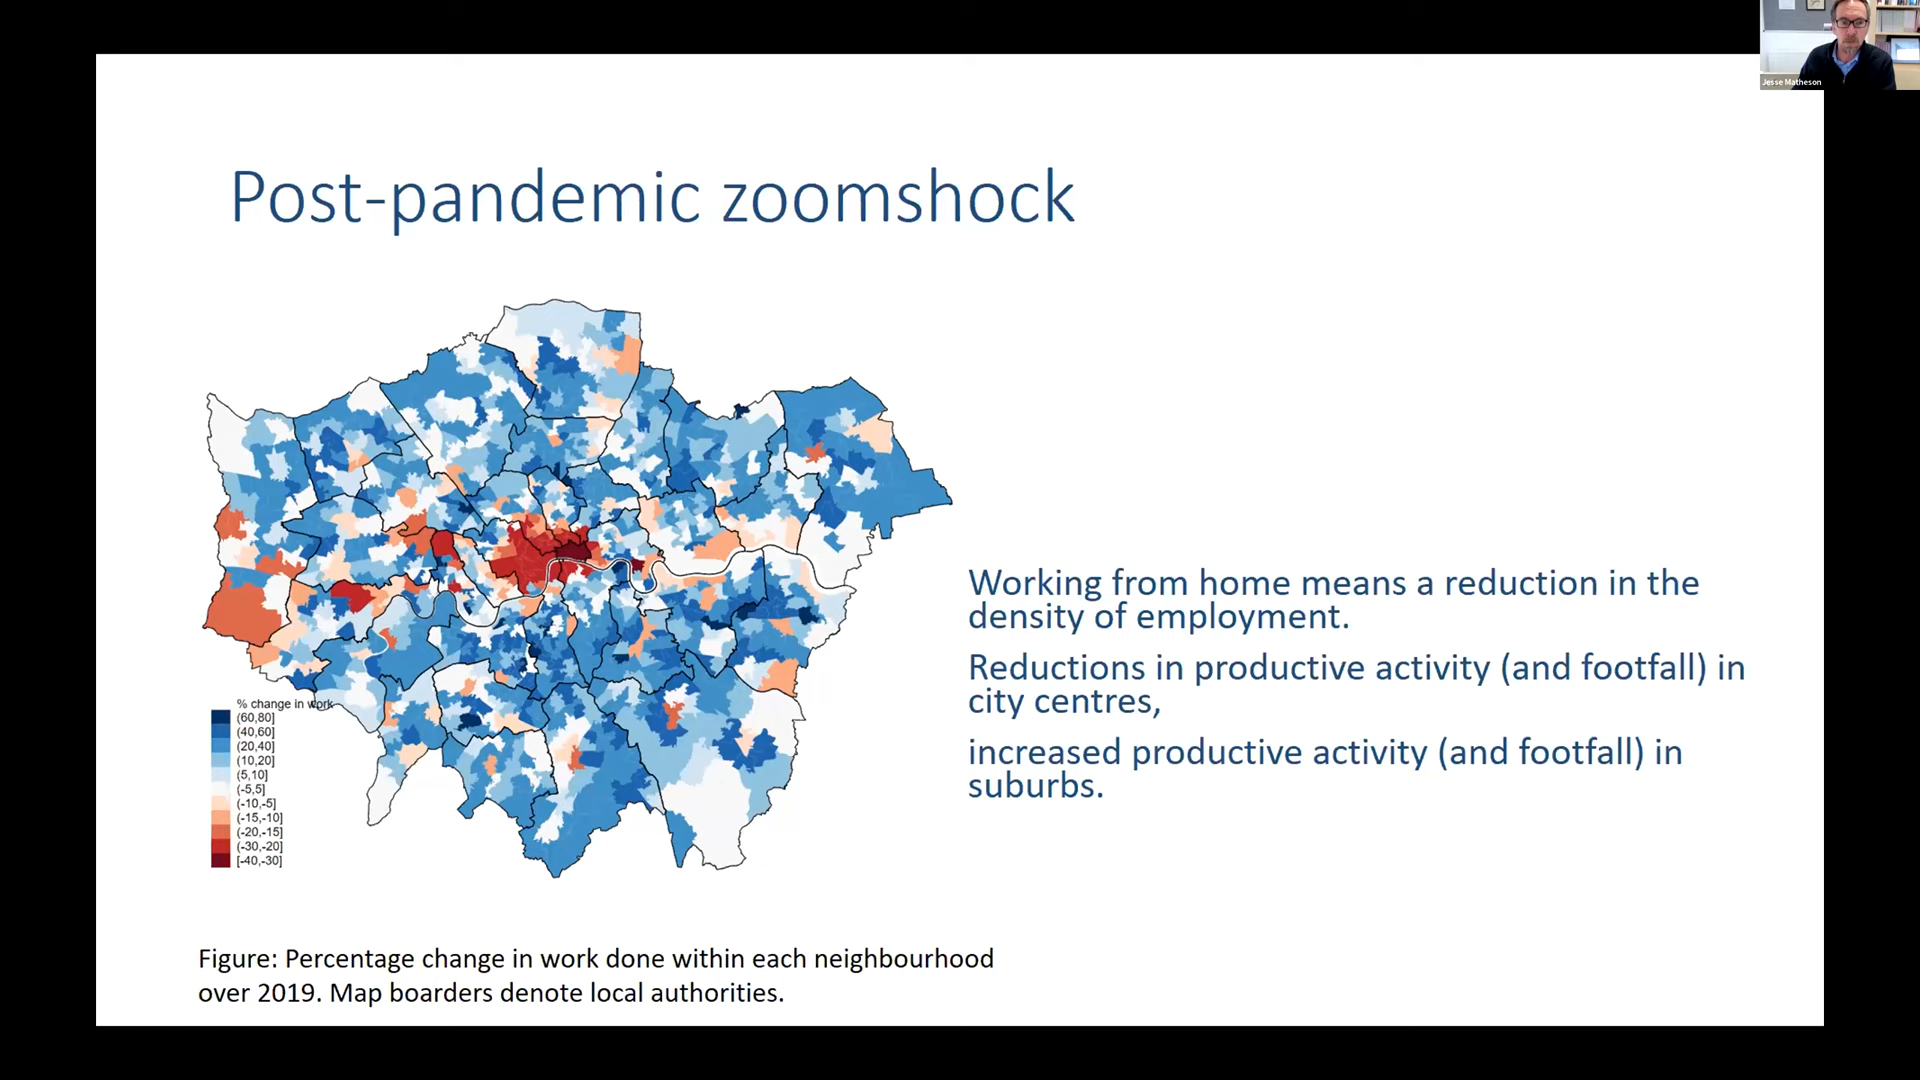 Jesse Matheson
Post-pandemic zoomshock
% change in work
(60,80]
(40,60]
(20,40]
(10,20]
(5,10]
(-5,5]
(-10,-5]
(-15,-10]
(-20,-15]
(-30,-20]
[-40,-30]
Working from home means a reduction in the
density of employment.
Reductions in productive activity (and footfall) in
city centres,
increased productive activity (and footfall) in
suburbs.
Figure: Percentage change in work done within each neighbourhood
over 2019. Map boarders denote local authorities.